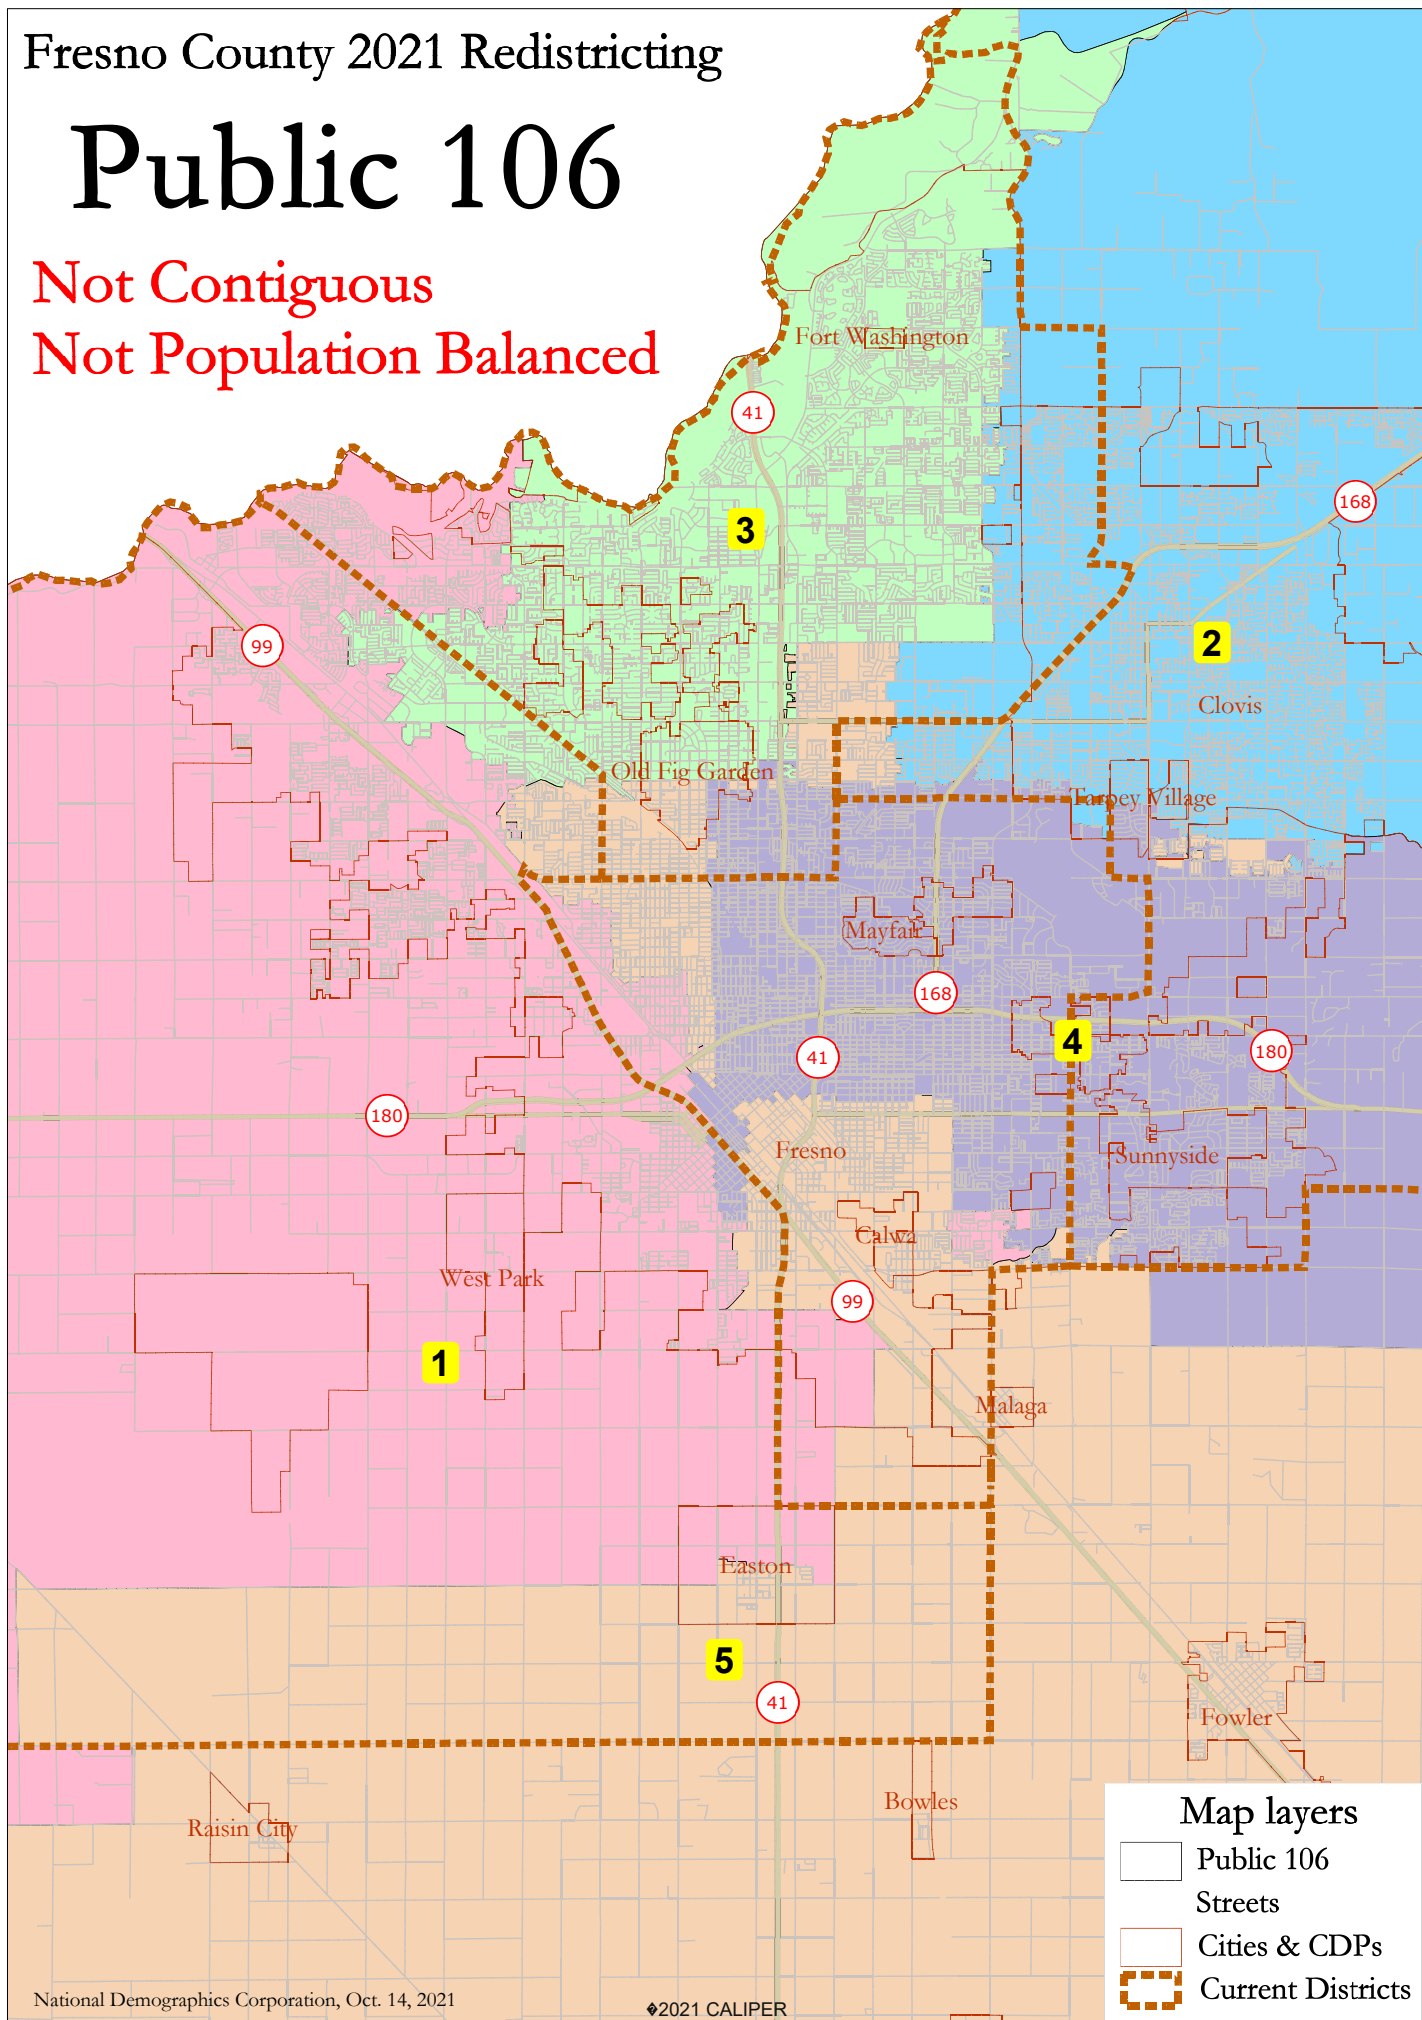 Fresno County 2021 Redistricting
Public 106
Not Contiguous
Not Population Balanced
Fort Washington
41
168
3
2
99
Clovis
Old Fig Garden
Tarpey Village
Mayfair
168
4
41
180
180
Fresno
Sunnyside
Calwa
West Park
99
1
Malaga
Easton
5
41
Fowler
Bowles
Raisin City
Map layers
Public 106
Streets
Cities & CDPs
Current Districts
National Demographics Corporation, Oct. 14, 2021
�2021 CALIPER